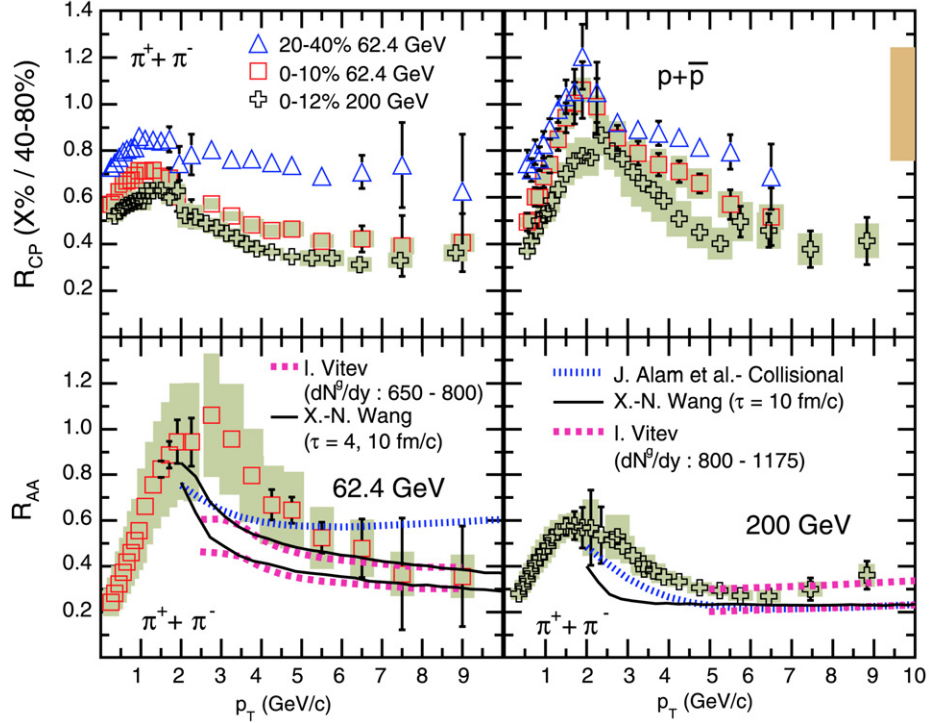 R_CP (X% / 40-80%)
1.4
1.2
1.0
0.8
0.6
0.4
0.2
π⁺+ π⁻
20-40% 62.4 GeV
0-10% 62.4 GeV
0-12% 200 GeV
p+p̅
R_AA
1.2
1.0
0.8
0.6
0.4
0.2
I. Vitev
(dN^g/dy : 650 - 800)
X.-N. Wang
(τ = 4, 10 fm/c)
62.4 GeV
π⁺+ π⁻
J. Alam et al.- Collisional
X.-N. Wang (τ = 10 fm/c)
I. Vitev
(dN^g/dy : 800 - 1175)
200 GeV
π⁺+ π⁻
0 1 2 3 4 5 6 7 8 9
1 2 3 4 5 6 7 8 9 10
p_T (GeV/c)
p_T (GeV/c)